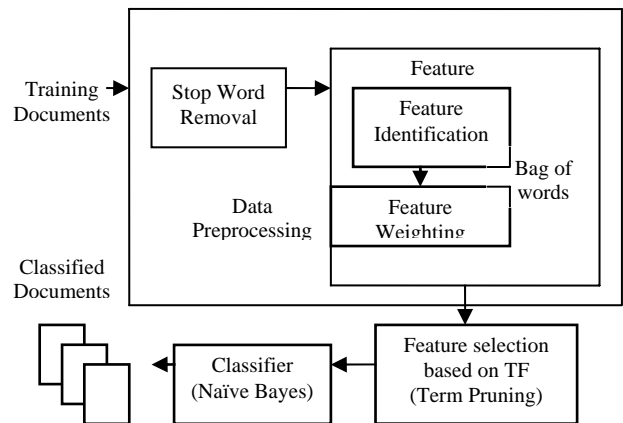 Training
Documents
Stop Word
Removal
Feature
Feature
Identification
Bag of
words
Feature
Weighting
Data
Preprocessing
Classified
Documents
Feature selection
based on TF
(Term Pruning)
Classifier
(Naïve Bayes)